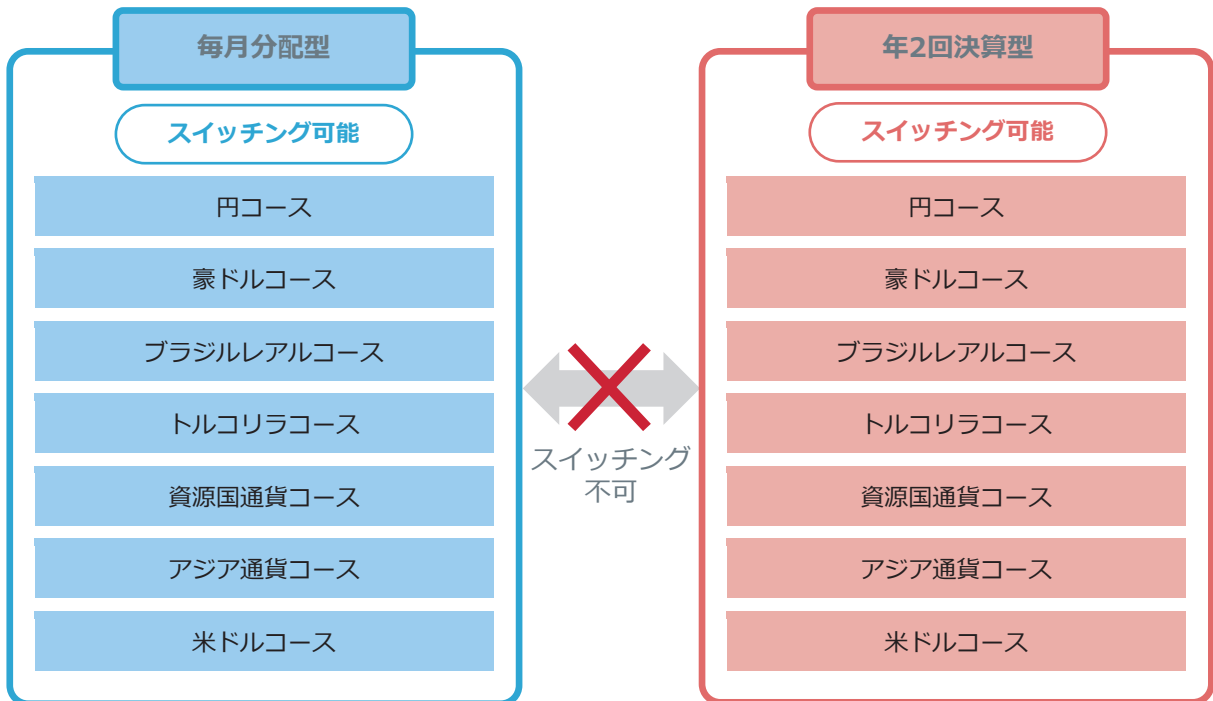 毎月分配型
スイッチング可能
円コース
豪ドルコース
ブラジルレアルコース
トルコリラコース
資源国通貨コース
アジア通貨コース
米ドルコース
スイッチング
不可
年2回決算型
スイッチング可能
円コース
豪ドルコース
ブラジルレアルコース
トルコリラコース
資源国通貨コース
アジア通貨コース
米ドルコース